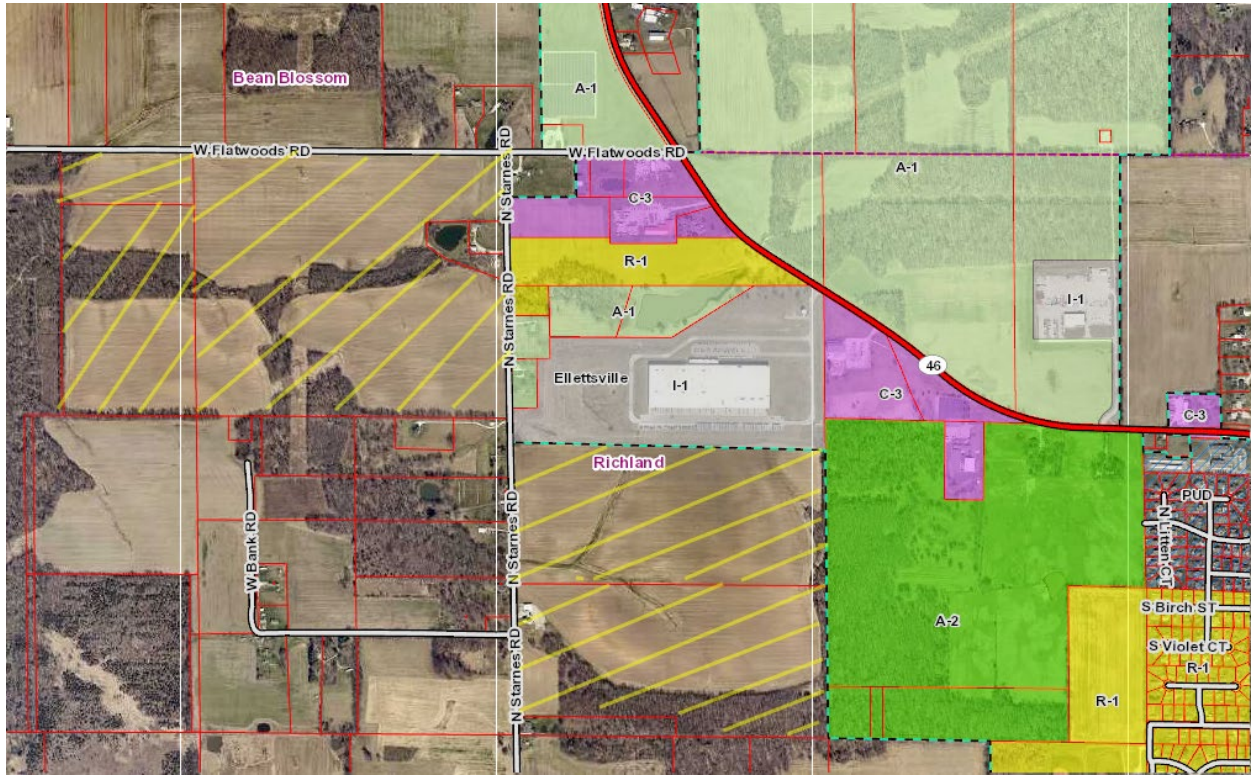 Bean Blossom
A-1
W Flatwoods RD
W Flatwoods RD
N Starnes RD
A-1
C-3
R-1
N Starnes RD
A-1
I-1
46
Ellettsville
I-1
C-3
C-3
Richland
PUD
N Litten CT
W Bank RD
N Starnes RD
S Birch ST
A-2
S Violet CT
R-1
N Starnes RD
R-1